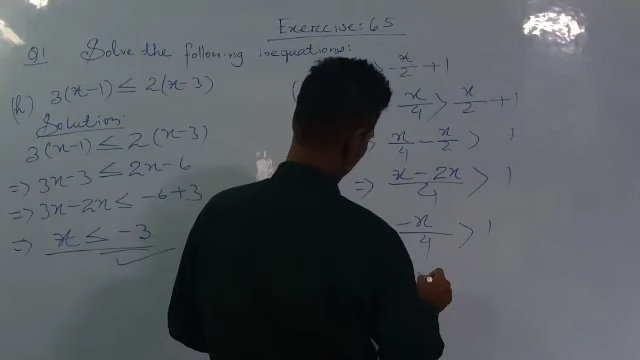 Exercise: 6.5
Q1 Solve the following inequations:
(h) 3(x-1) ≤ 2(x-3)
Solution:
3(x-1) ≤ 2(x-3)
=> 3x-3 ≤ 2x-6
=> 3x-2x ≤ -6+3
=> x ≤ -3
x/2 + 1
x/4 > x/2 + 1
x/4 - x/2 > 1
=> x-2x/4 > 1
-x/4 > 1